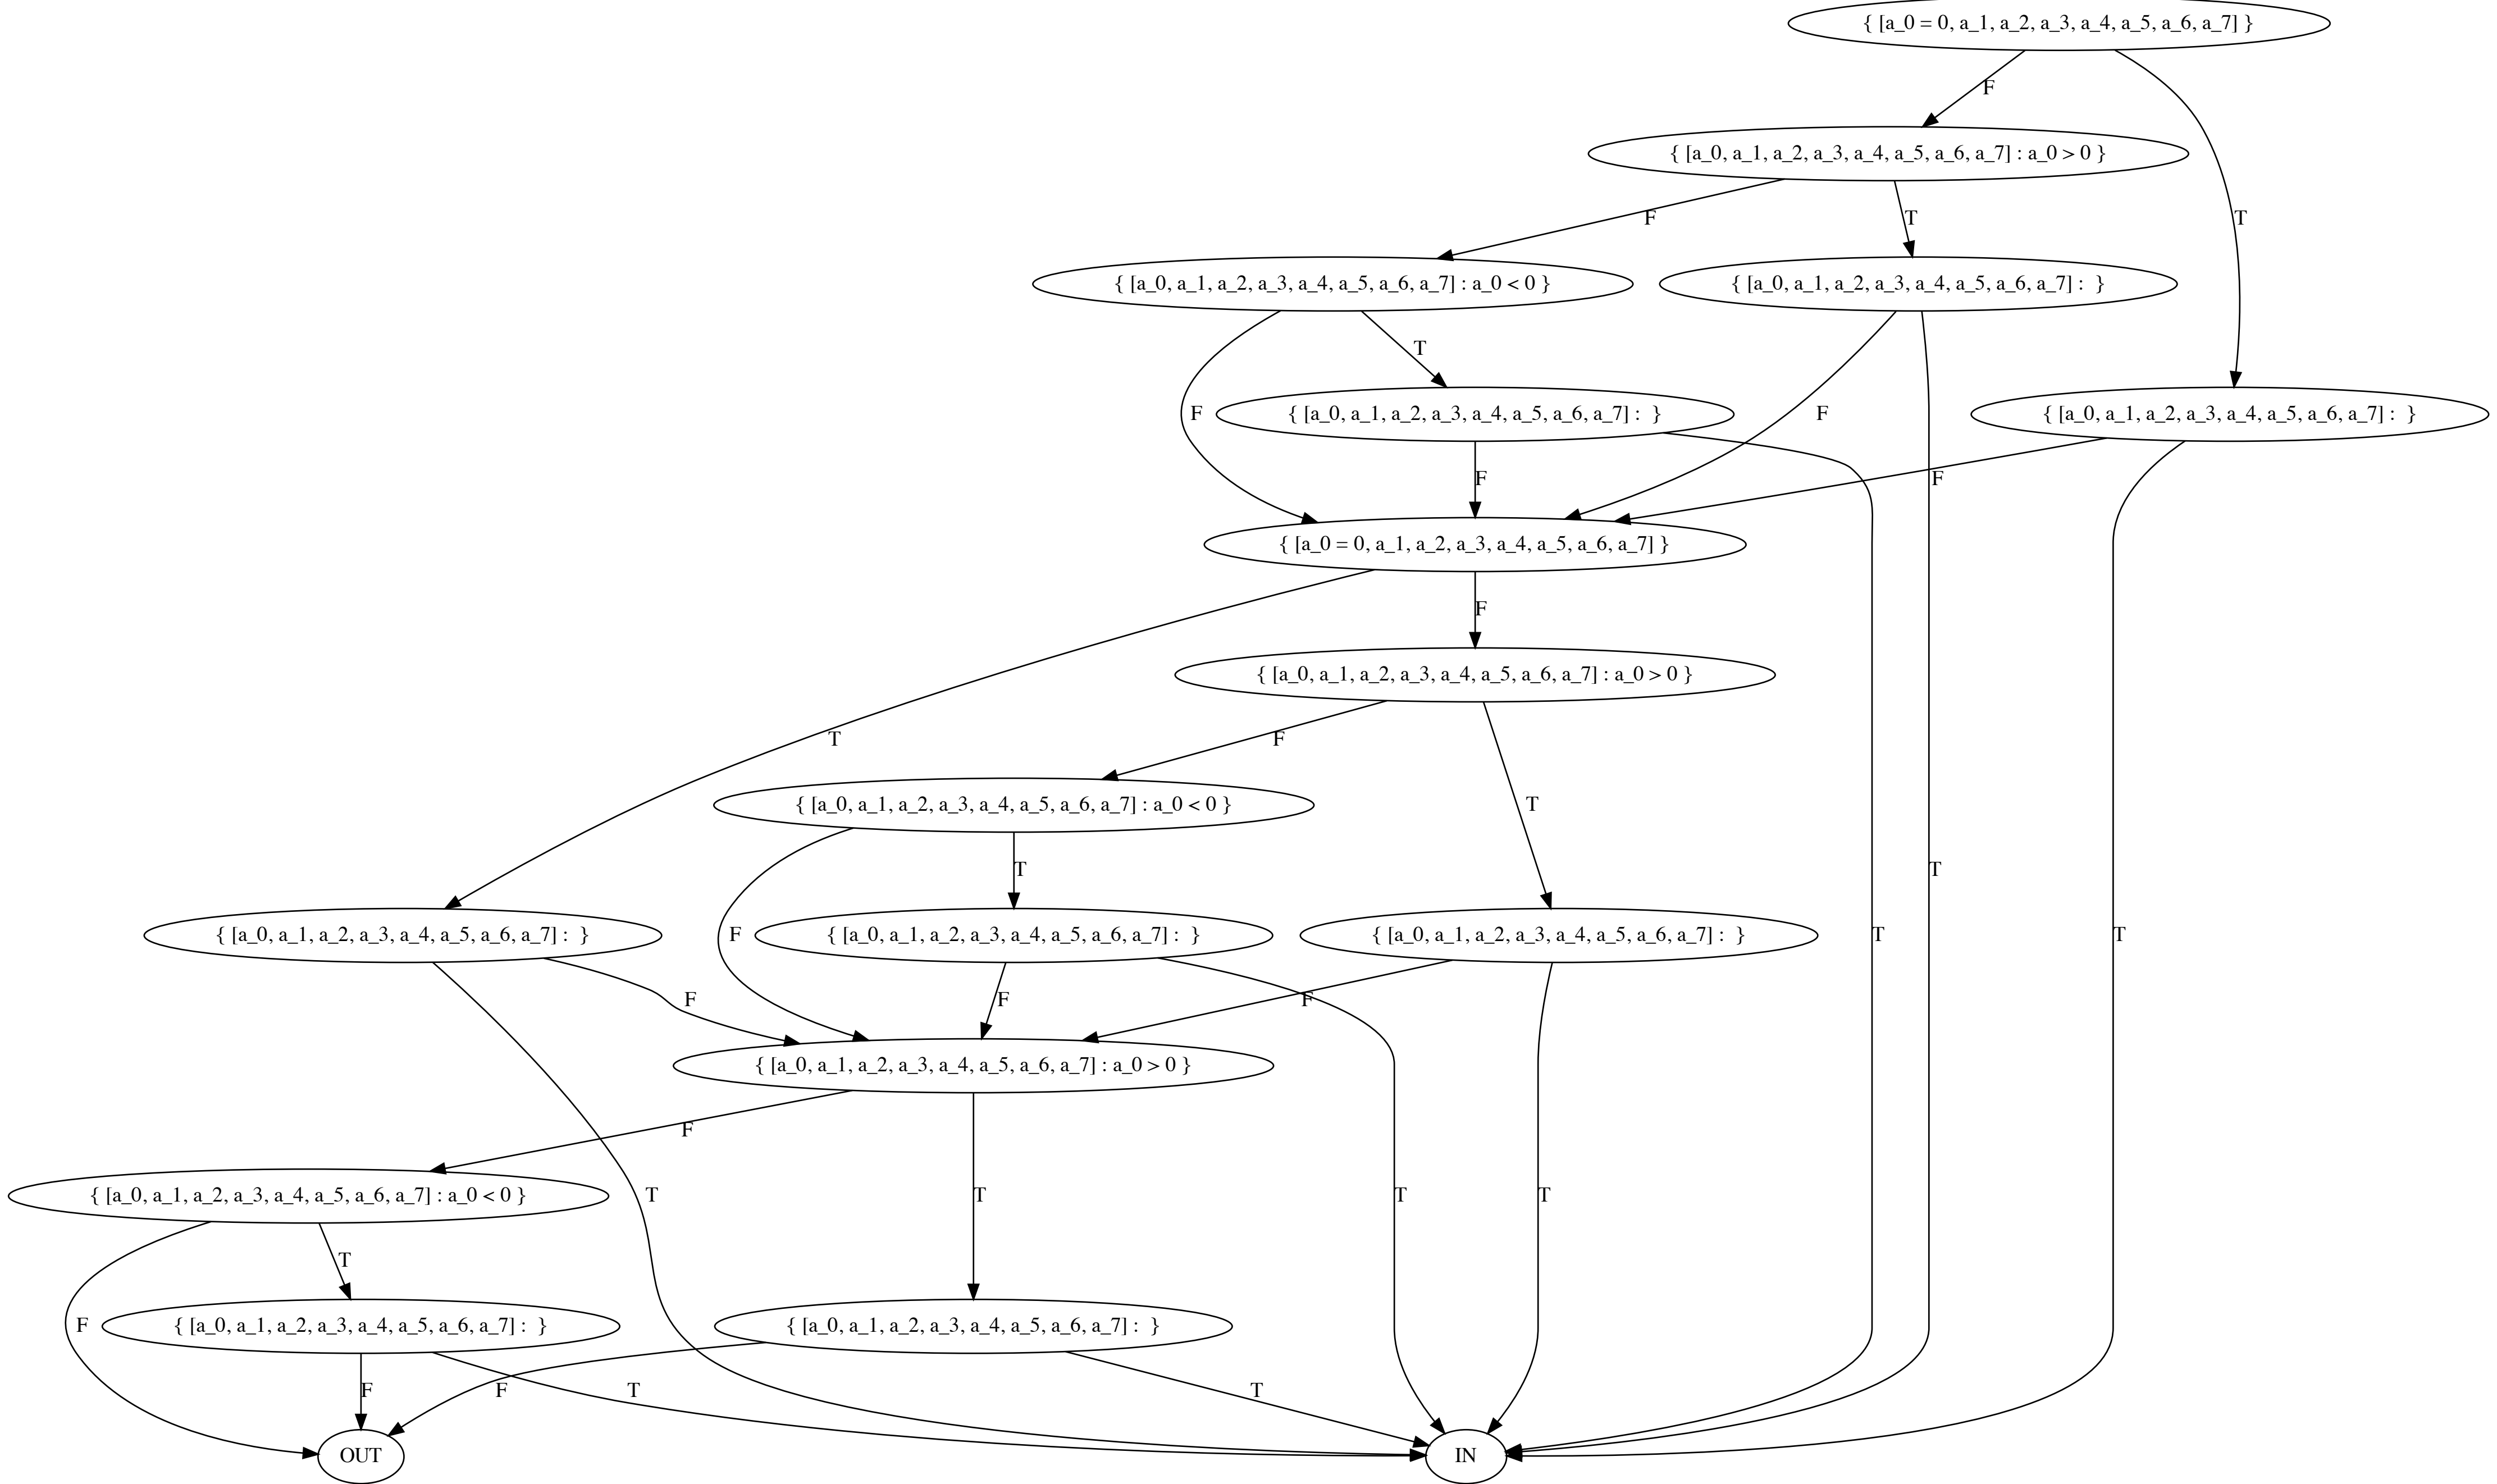 { [a_0 = 0, a_1, a_2, a_3, a_4, a_5, a_6, a_7] }
F
{ [a_0, a_1, a_2, a_3, a_4, a_5, a_6, a_7] : a_0 > 0 }
F
T
T
{ [a_0, a_1, a_2, a_3, a_4, a_5, a_6, a_7] : a_0 < 0 }
{ [a_0, a_1, a_2, a_3, a_4, a_5, a_6, a_7] :  }
T
F
{ [a_0, a_1, a_2, a_3, a_4, a_5, a_6, a_7] :  }
F
{ [a_0, a_1, a_2, a_3, a_4, a_5, a_6, a_7] :  }
F
F
{ [a_0 = 0, a_1, a_2, a_3, a_4, a_5, a_6, a_7] }
F
{ [a_0, a_1, a_2, a_3, a_4, a_5, a_6, a_7] : a_0 > 0 }
T
F
{ [a_0, a_1, a_2, a_3, a_4, a_5, a_6, a_7] : a_0 < 0 }
T
T
T
{ [a_0, a_1, a_2, a_3, a_4, a_5, a_6, a_7] :  }
F
{ [a_0, a_1, a_2, a_3, a_4, a_5, a_6, a_7] :  }
{ [a_0, a_1, a_2, a_3, a_4, a_5, a_6, a_7] :  }
T
T
F
F
F
{ [a_0, a_1, a_2, a_3, a_4, a_5, a_6, a_7] : a_0 > 0 }
F
{ [a_0, a_1, a_2, a_3, a_4, a_5, a_6, a_7] : a_0 < 0 }
T
T
T
T
T
F
{ [a_0, a_1, a_2, a_3, a_4, a_5, a_6, a_7] :  }
{ [a_0, a_1, a_2, a_3, a_4, a_5, a_6, a_7] :  }
F
F
T
T
OUT
IN